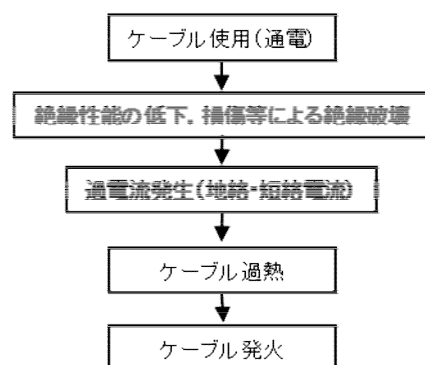 ケーブル使用（通電）
絶縁性能の低下，損傷等による絶縁破壊
過電流発生（地絡・短絡電流）
ケーブル過熱
ケーブル発火